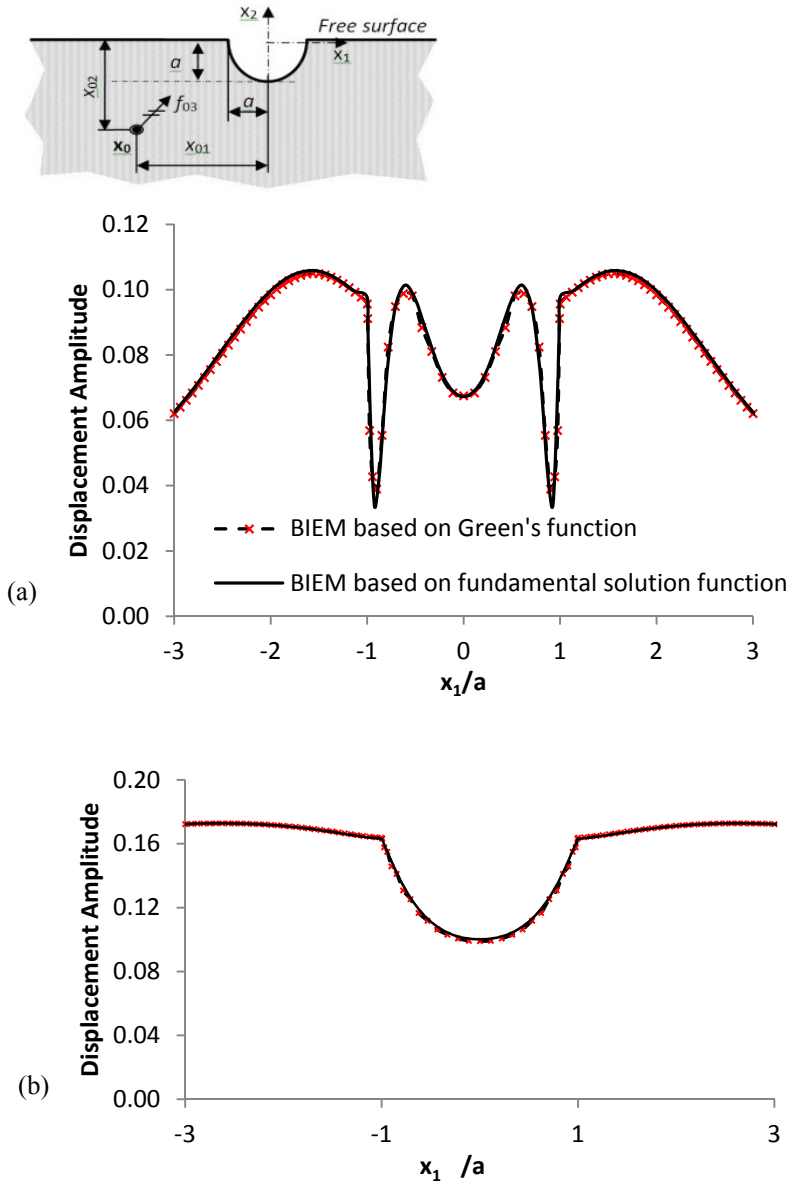 x2
Free surface
x1
a
x02
a
f03
x0
x01
0.12
0.10
0.08
0.06
0.04
0.02
0.00
Displacement Amplitude
BIEM based on Green's function
BIEM based on fundamental solution function
(a)
-3 -2 -1 0 1 2 3
x1/a
0.20
0.16
0.12
0.08
0.04
0.00
Displacement Amplitude
(b)
-3 -1 1 3
x1 /a